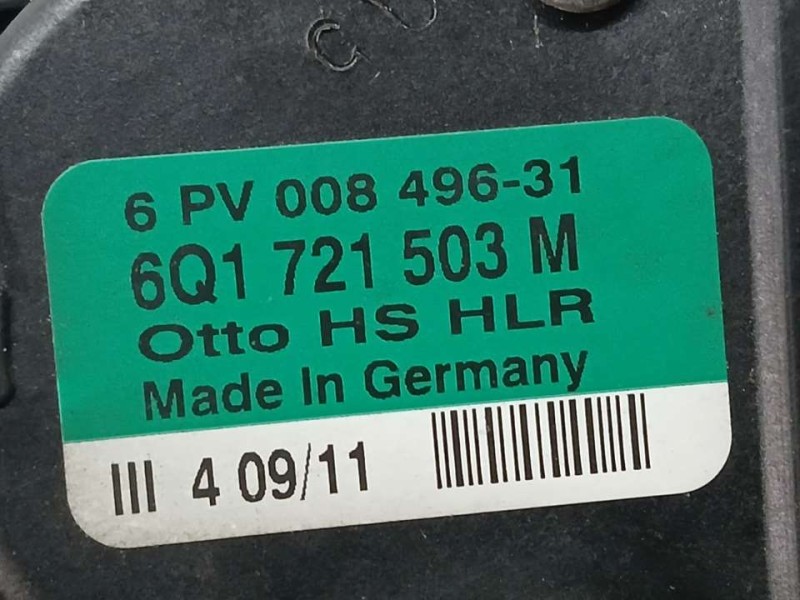 6 PV 008 496-31
6Q1 721 503 M
Otto HS HLR
Made In Germany
III 4 09/11